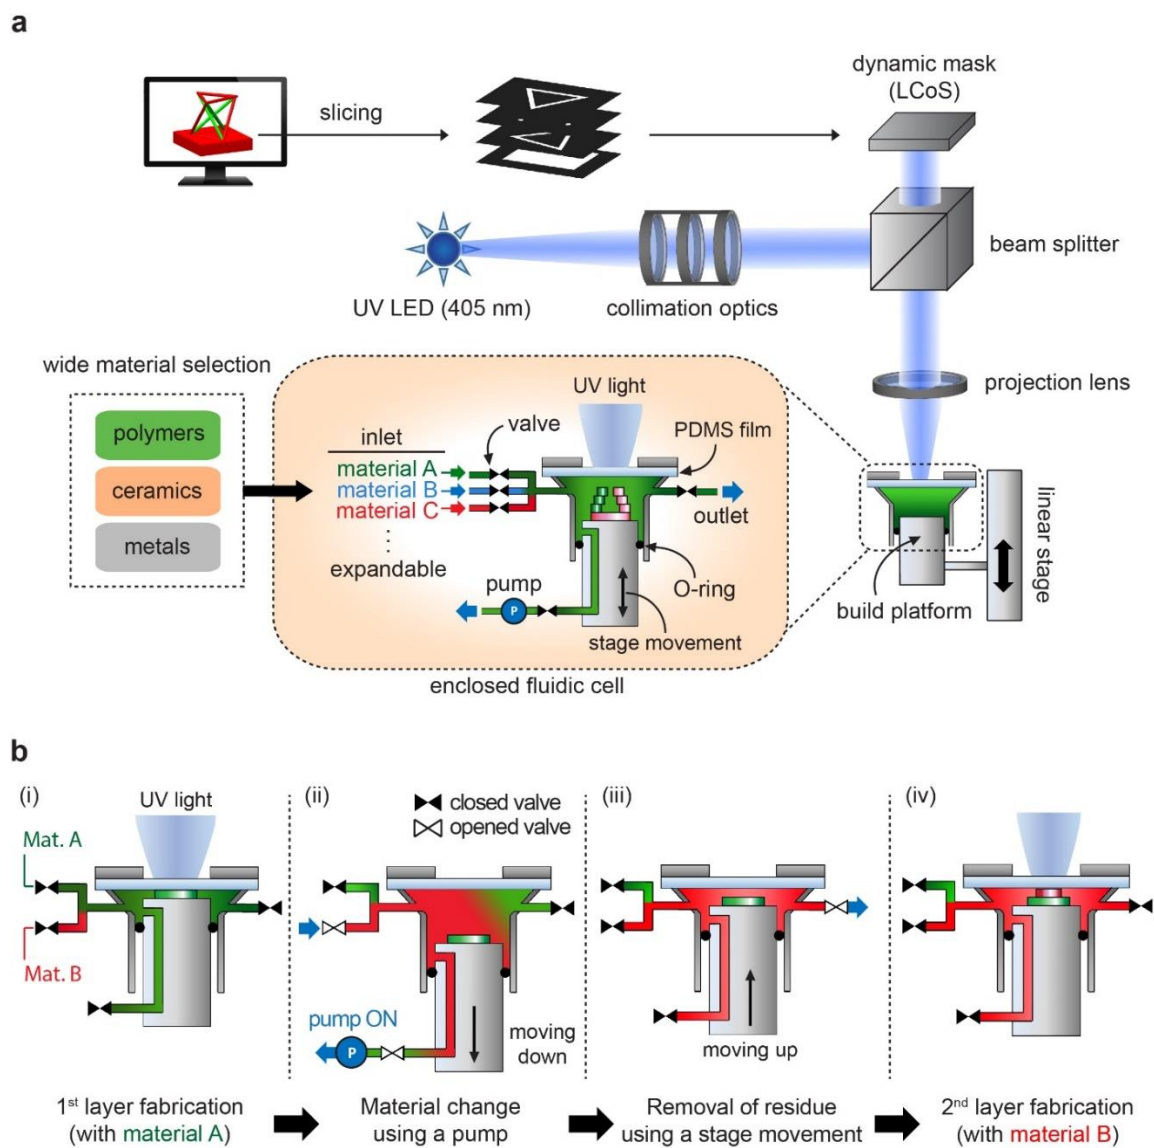 a
slicing
dynamic mask
(LCoS)
beam splitter
UV LED (405 nm)
collimation optics
projection lens
wide material selection
polymers
ceramics
metals
UV light
valve
PDMS film
inlet
material A
material B
material C
expandable
outlet
pump
P
O-ring
stage movement
enclosed fluidic cell
build platform
linear stage
b
(i)
UV light
Mat. A
Mat. B
1st layer fabrication
(with material A)
(ii)
closed valve
opened valve
pump ON
P
moving
down
Material change
using a pump
(iii)
moving up
Removal of residue
using a stage movement
(iv)
2nd layer fabrication
(with material B)